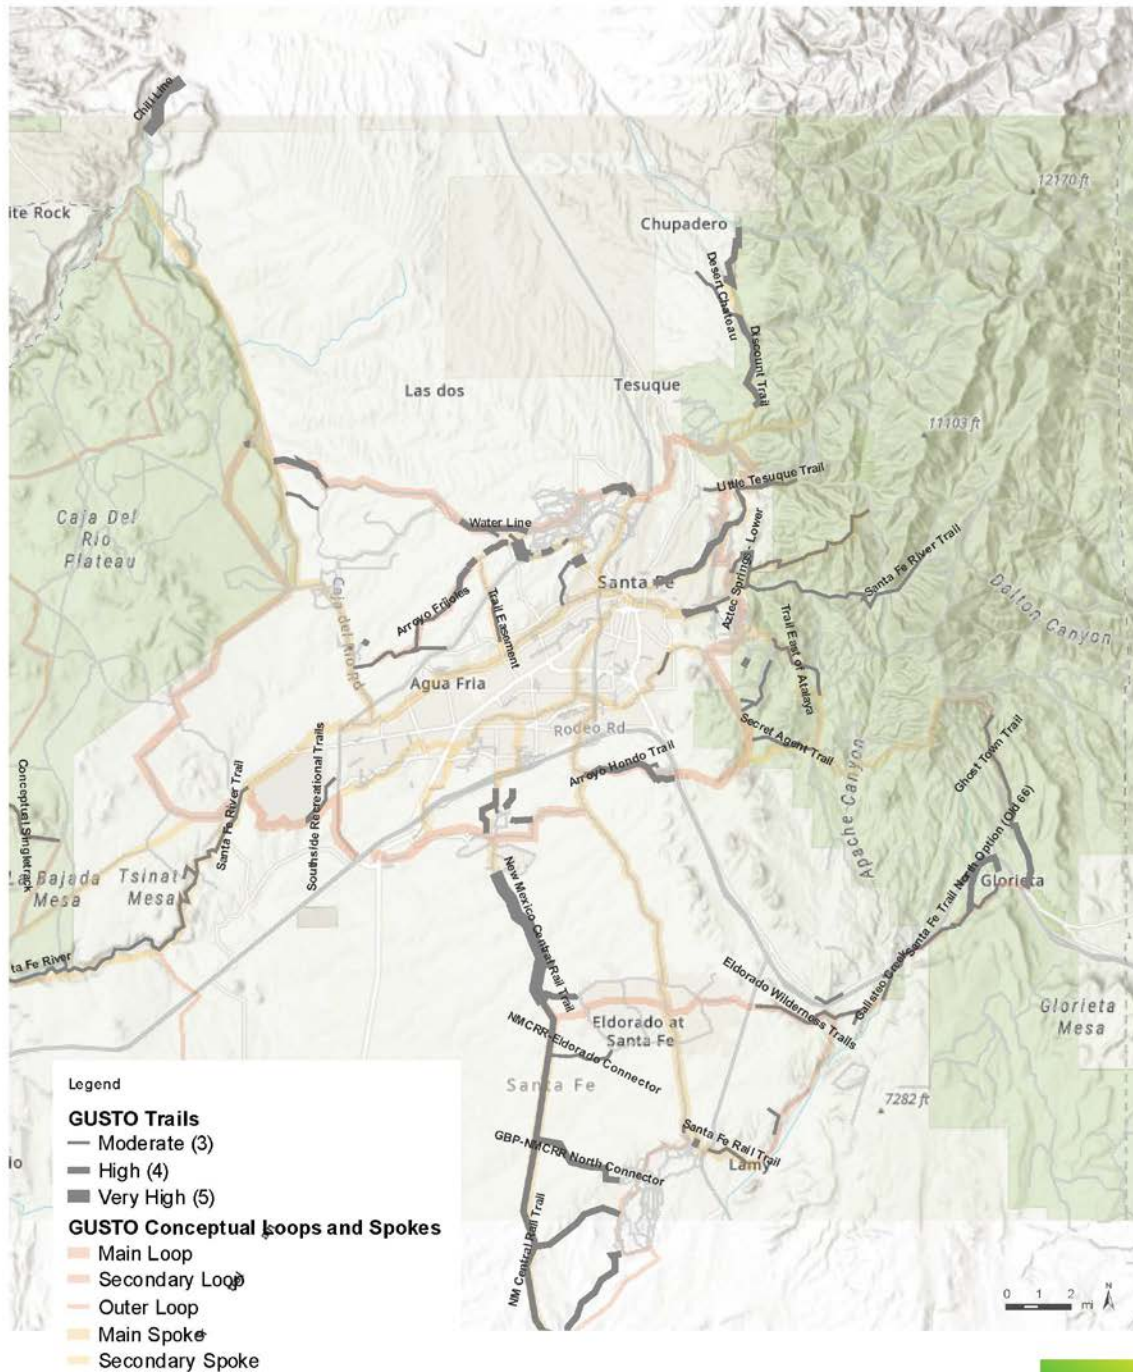 Chili Line
12170 ft
ite Rock
Chupadero
Desert Chateau
Discount Trail
Tesuque
Las dos
11103 ft
Little Tesuque Trail
Caja Del
Rio
Plateau
Water Line
Aztec Springs - Lower
Santa Fe
Santa Fe River Trail
Dalton Canyon
Caja del Rio Rd
Arroyo Frijoles
Trail Easement
Trail East of Atalaya
Agua Fria
Rodeo Rd
Secret Agent Trail
Ghost Town Trail
Arroyo Hondo Trail
Apache Canyon
Conceptual Singletrack
Santa Fe River Trail
Southside Recreational Trails
La Bajada
Mesa
Tsinat
Mesa
Santa Fe Trail North Option (Old 66)
Glorieta
New Mexico Central Rail Trail
ta Fe River
Galisteo Creek
Eldorado Wilderness Trails
Eldorado at
Santa Fe
Glorieta
Mesa
NMCRR-Eldorado Connector
Santa Fe
7282 ft
GBP-NMCRR North Connector
Santa Fe Rail Trail
Lamy
NM Central Rail Trail
io
Legend
GUSTO Trails
Moderate (3)
High (4)
Very High (5)
GUSTO Conceptual Loops and Spokes
Main Loop
Secondary Loop
Outer Loop
Main Spoke
Secondary Spoke
0 1 2
mi
N